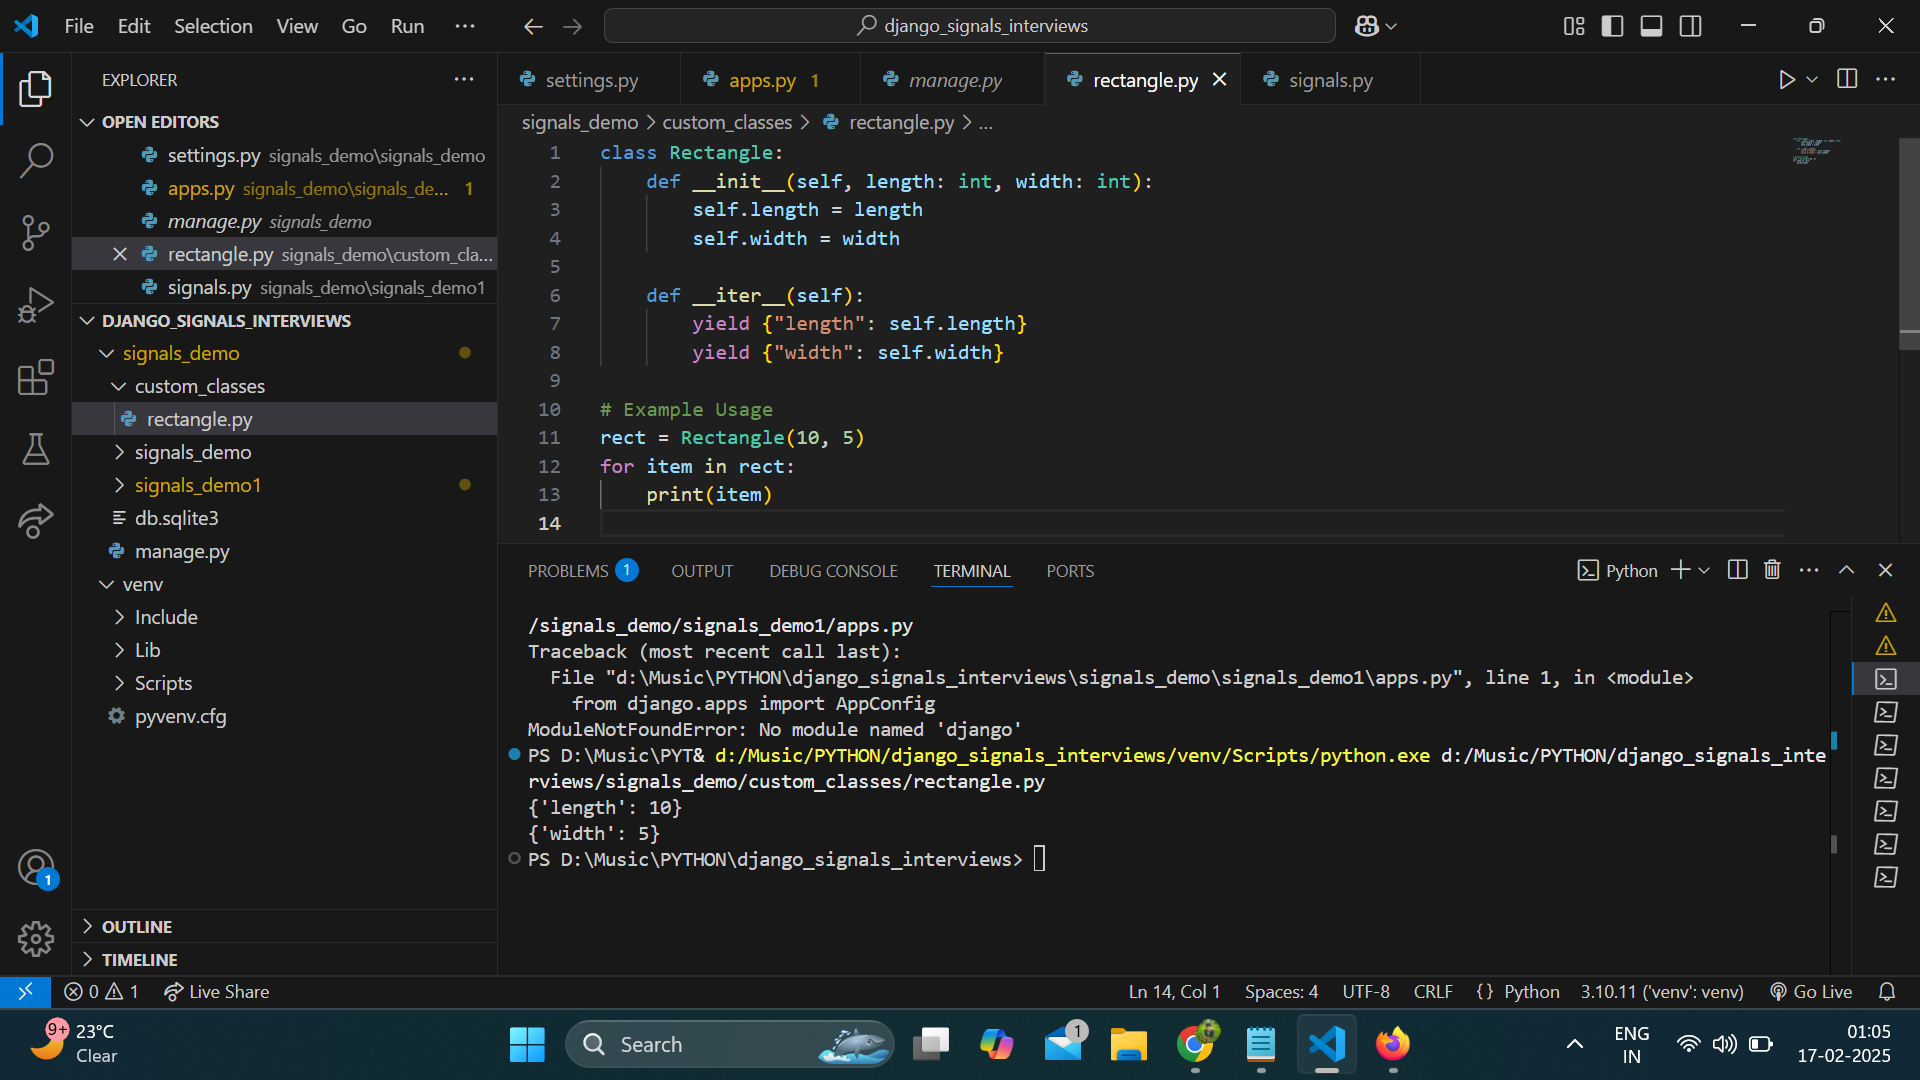 File Edit Selection View Go Run ···
django_signals_interviews
EXPLORER
OPEN EDITORS
settings.py signals_demo\signals_demo
apps.py signals_demo\signals_de... 1
manage.py signals_demo
rectangle.py signals_demo\custom_cla...
signals.py signals_demo\signals_demo1
DJANGO_SIGNALS_INTERVIEWS
signals_demo
custom_classes
rectangle.py
signals_demo
signals_demo1
db.sqlite3
manage.py
venv
Include
Lib
Scripts
pyvenv.cfg
OUTLINE
TIMELINE
settings.py
apps.py 1
manage.py
rectangle.py
signals.py
signals_demo > custom_classes > rectangle.py > ...
1 class Rectangle:
2 def __init__(self, length: int, width: int):
3 self.length = length
4 self.width = width
5
6 def __iter__(self):
7 yield {"length": self.length}
8 yield {"width": self.width}
9
10 # Example Usage
11 rect = Rectangle(10, 5)
12 for item in rect:
13 print(item)
14
PROBLEMS 1 OUTPUT DEBUG CONSOLE TERMINAL PORTS
Python
/signals_demo/signals_demo1/apps.py
Traceback (most recent call last):
File "d:\Music\PYTHON\django_signals_interviews\signals_demo\signals_demo1\apps.py", line 1, in <module>
from django.apps import AppConfig
ModuleNotFoundError: No module named 'django'
PS D:\Music\PYT& d:/Music/PYTHON/django_signals_interviews/venv/Scripts/python.exe d:/Music/PYTHON/django_signals_inte
rviews/signals_demo/custom_classes/rectangle.py
{'length': 10}
{'width': 5}
PS D:\Music\PYTHON\django_signals_interviews>
1
0 1 Live Share
Ln 14, Col 1 Spaces: 4 UTF-8 CRLF {} Python 3.10.11 ('venv': venv) Go Live
9+
23°C
Clear
Search
1
ENG
IN
01:05
17-02-2025